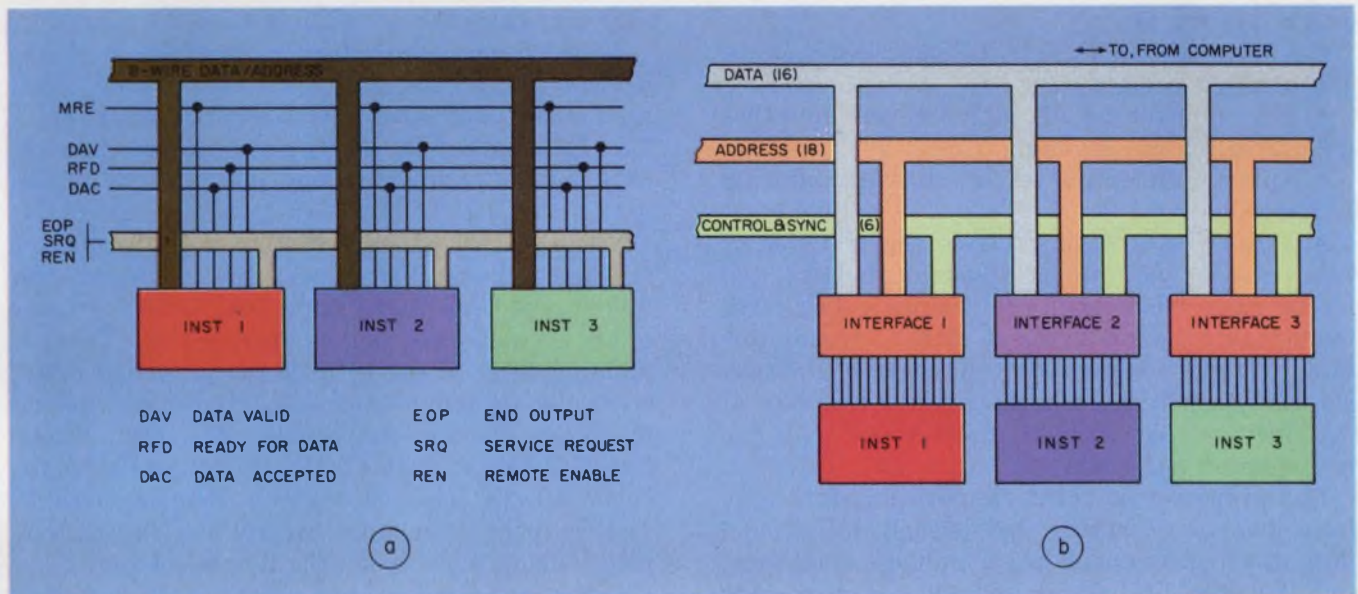 8-WIRE DATA/ADDRESS
MRE
DAV
RFD
DAC
EOP
SRQ
REN
INST 1
INST 2
INST 3
DAV DATA VALID
RFD READY FOR DATA
DAC DATA ACCEPTED
EOP END OUTPUT
SRQ SERVICE REQUEST
REN REMOTE ENABLE
a
TO, FROM COMPUTER
DATA (16)
ADDRESS (18)
CONTROL&SYNC (6)
INTERFACE 1
INTERFACE 2
INTERFACE 3
INST 1
INST 2
INST 3
b